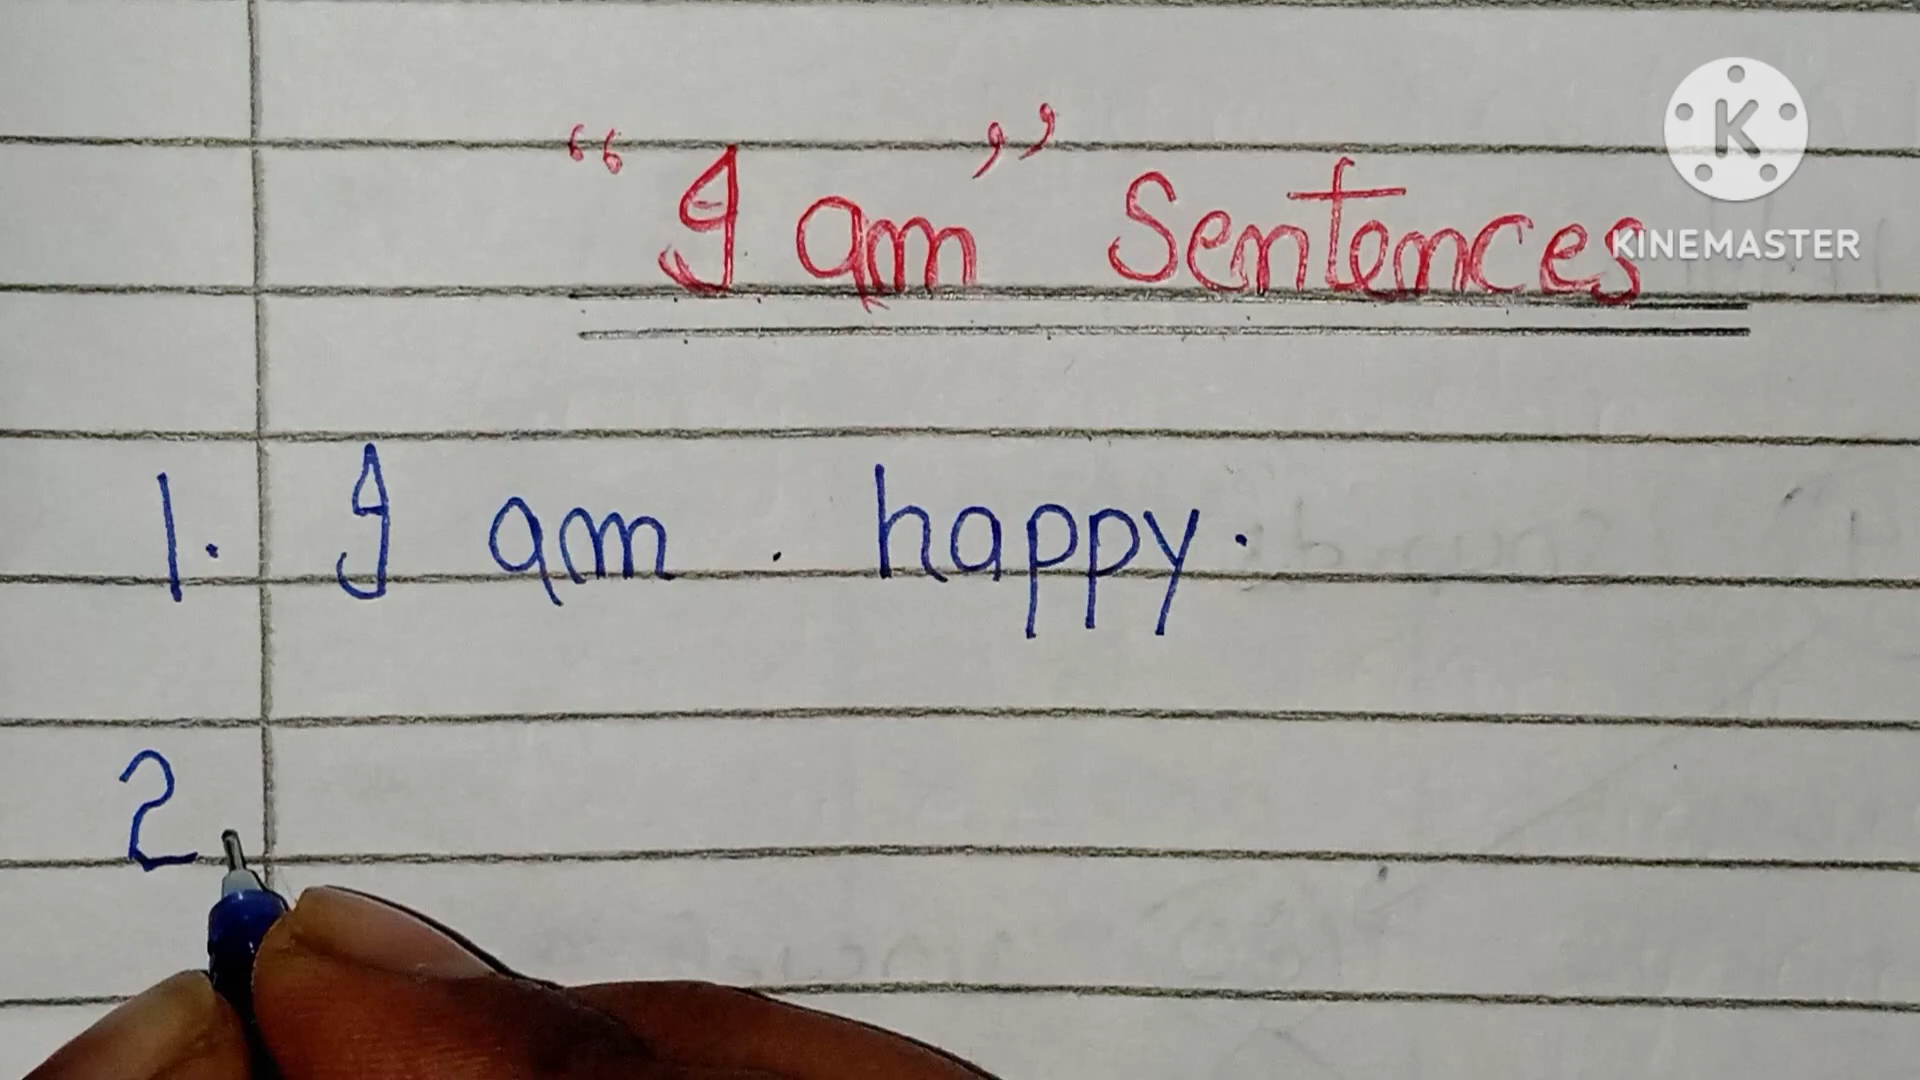 “I am” Sentences
K
KINEMASTER
1. I am . happy.
2